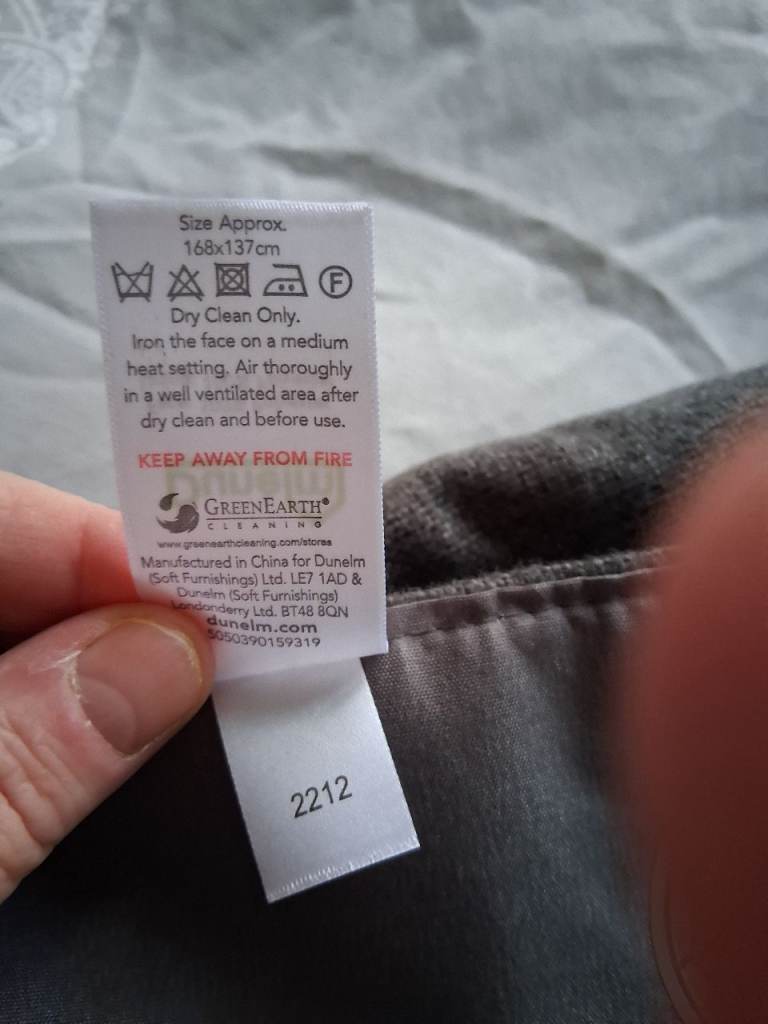 Size Approx.
168x137cm
F
Dry Clean Only.
Iron the face on a medium
heat setting. Air thoroughly
in a well ventilated area after
dry clean and before use.
KEEP AWAY FROM FIRE
Dunelm
GREENEARTH®
CLEANING
www.greenearthcleaning.com/stores
Manufactured in China for Dunelm
(Soft Furnishings) Ltd. LE7 1AD &
Dunelm (Soft Furnishings)
Londonderry Ltd. BT48 8QN
dunelm.com
5050390159319
2212